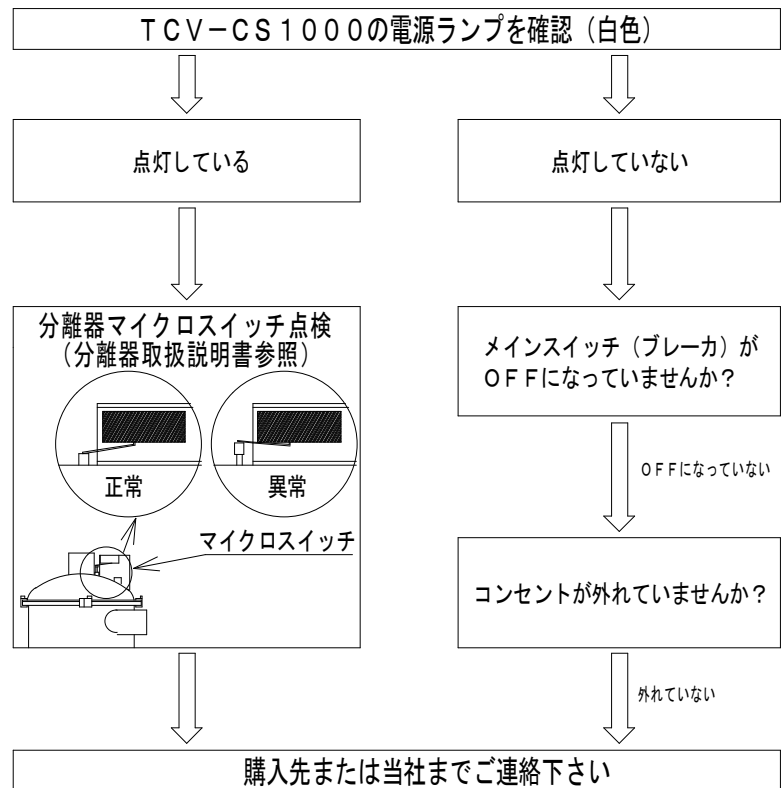 TCV-CS1000の電源ランプを確認(白色)
点灯している
点灯していない
分離器マイクロスイッチ点検
(分離器取扱説明書参照)
正常
異常
マイクロスイッチ
メインスイッチ(ブレーカ)が
OFFになっていませんか?
OFFになっていない
コンセントが外れていませんか?
外れていない
購入先または当社までご連絡下さい